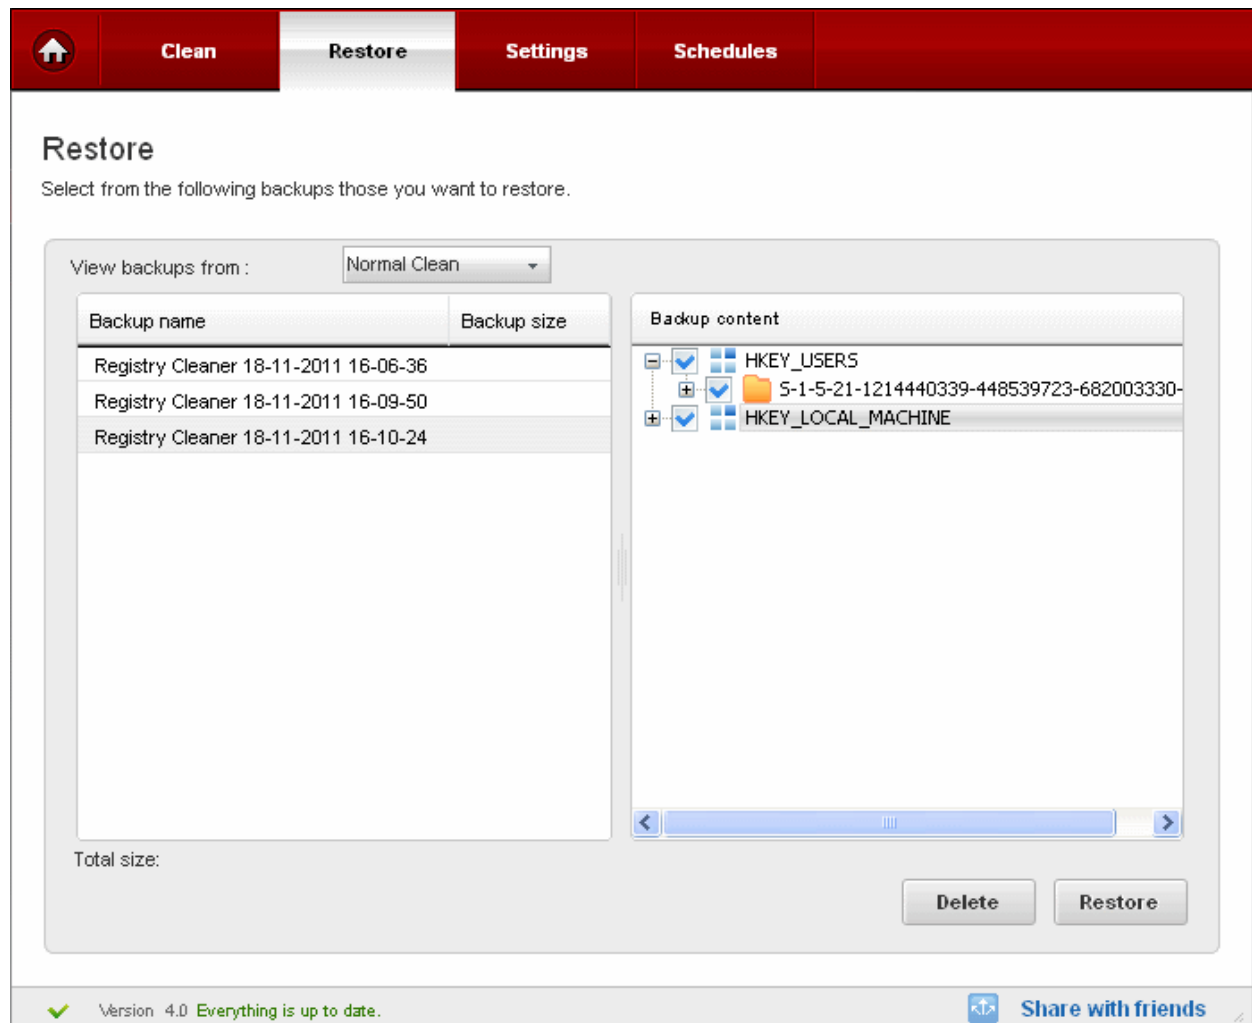 Clean Restore Settings Schedules
Restore
Select from the following backups those you want to restore.
View backups from : Normal Clean
Backup name Backup size
Registry Cleaner 18-11-2011 16-06-36
Registry Cleaner 18-11-2011 16-09-50
Registry Cleaner 18-11-2011 16-10-24
Backup content
HKEY_USERS
S-1-5-21-1214440339-448539723-682003330-
HKEY_LOCAL_MACHINE
Total size:
Delete Restore
Version 4.0 Everything is up to date.
Share with friends